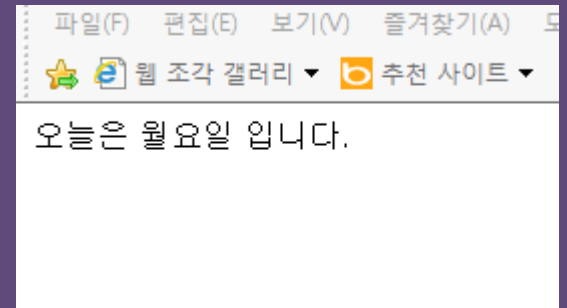 파일(F) 편집(E) 보기(V) 즐겨찾기(A)
웹 조각 갤러리 ▼ 추천 사이트 ▼
오늘은 월요일 입니다.